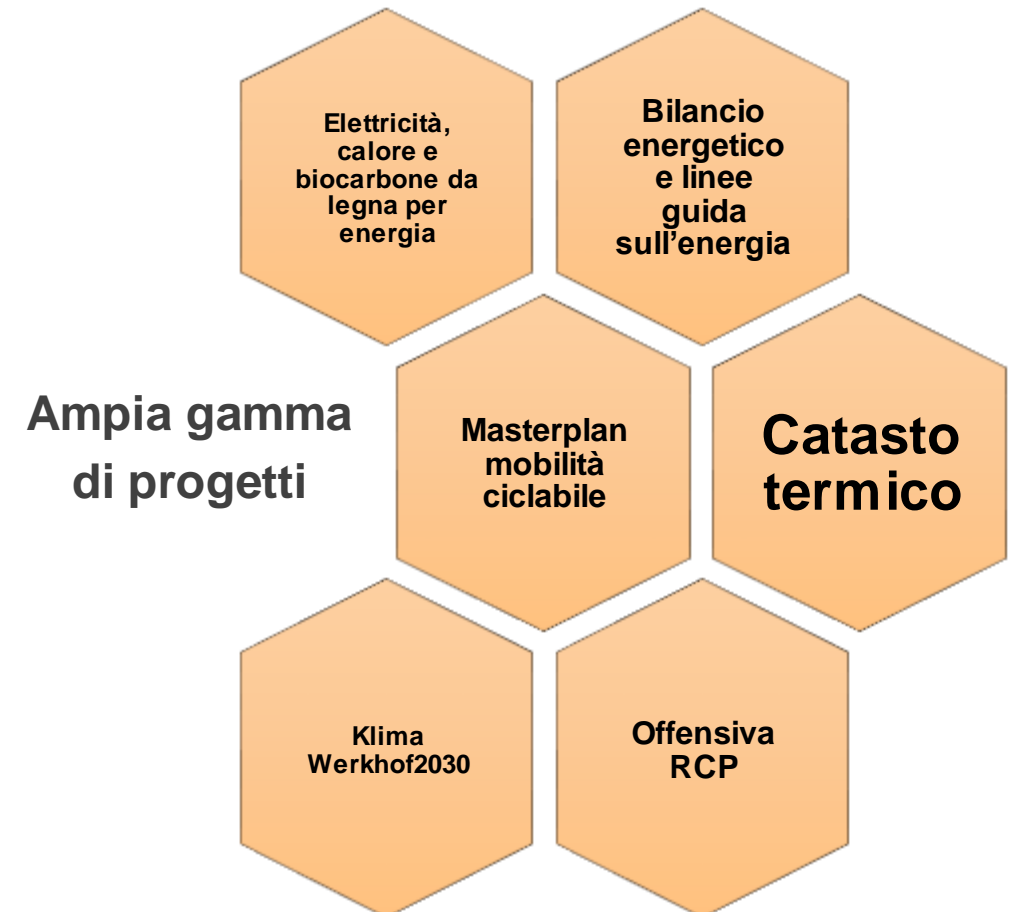 Elettricità,
calore e
biocarbone da
legna per
energia
Bilancio
energetico
e linee
guida
sull’energia
Ampia gamma
di progetti
Masterplan
mobilità
ciclabile
Catasto
termico
Klima
Werkhof2030
Offensiva
RCP